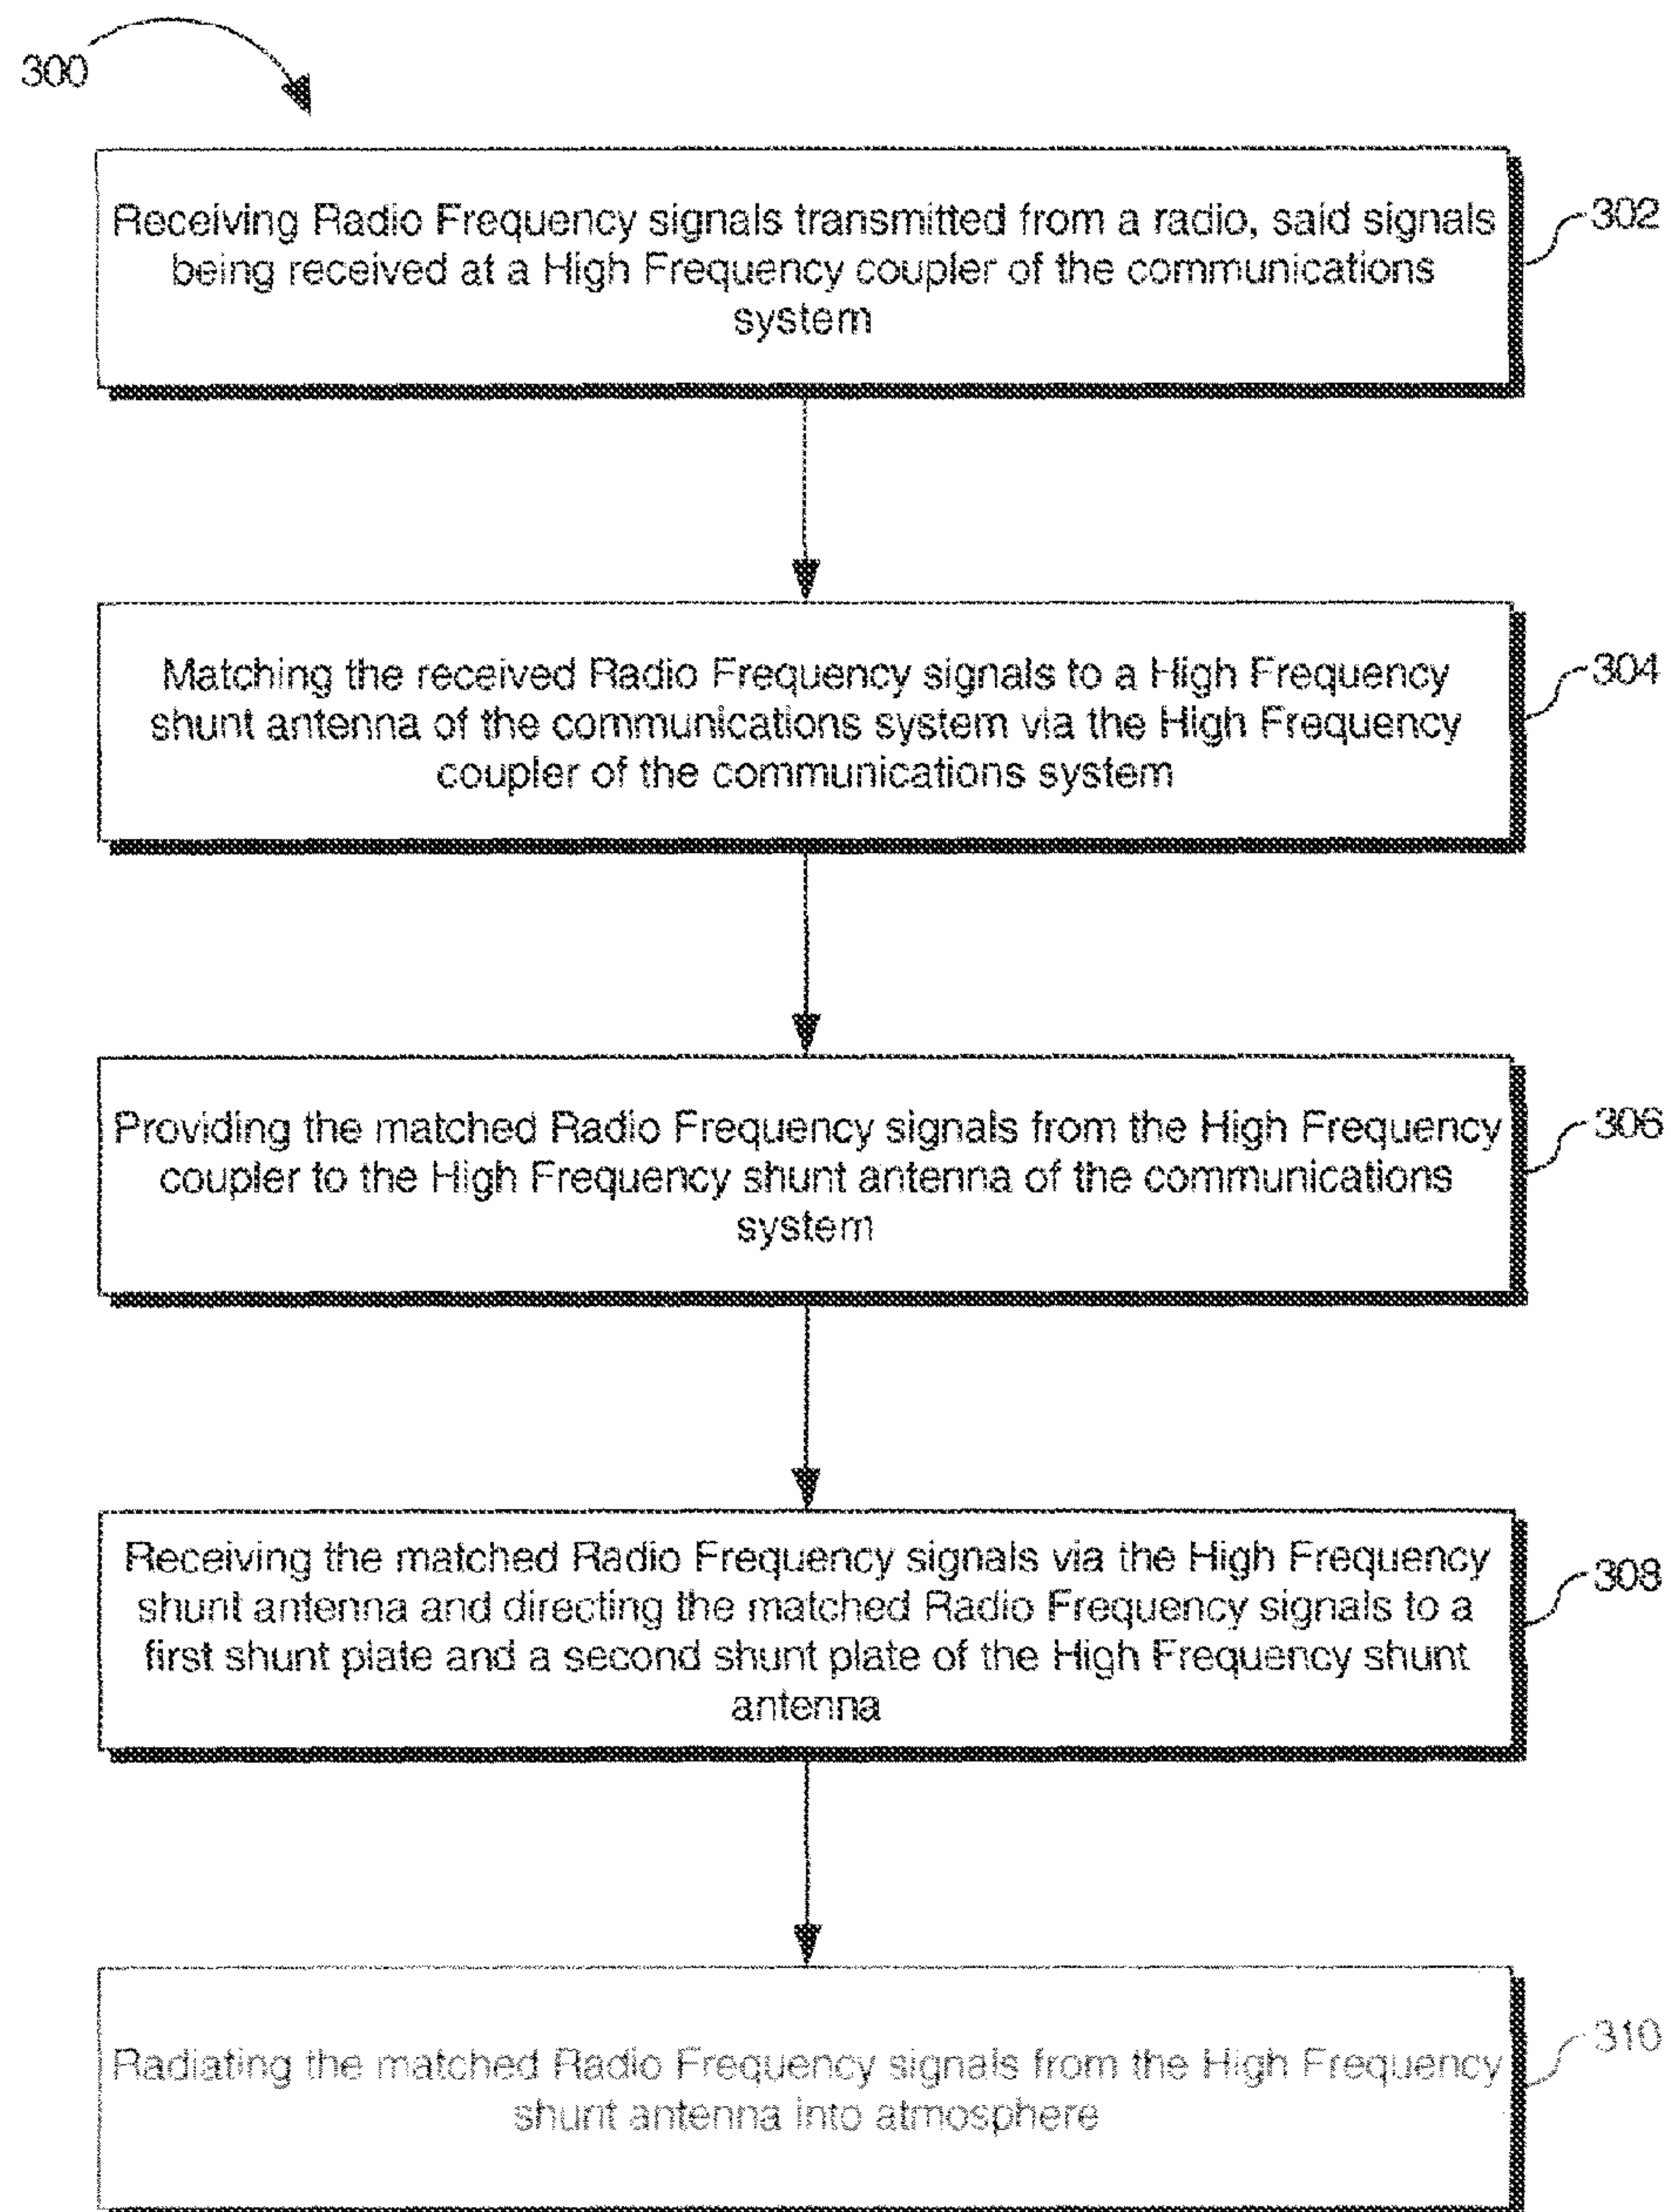 300
Receiving Radio Frequency signals transmitted from a radio, said signals
being received at a High Frequency coupler of the communications
system
302
Matching the received Radio Frequency signals to a High Frequency
shunt antenna of the communications system via the High Frequency
coupler of the communications system
304
Providing the matched Radio Frequency signals from the High Frequency
coupler to the High Frequency shunt antenna of the communications
system
306
Receiving the matched Radio Frequency signals via the High Frequency
shunt antenna and directing the matched Radio Frequency signals to a
first shunt plate and a second shunt plate of the High Frequency shunt
antenna
308
Radiating the matched Radio Frequency signals from the High Frequency
shunt antenna into atmosphere
310